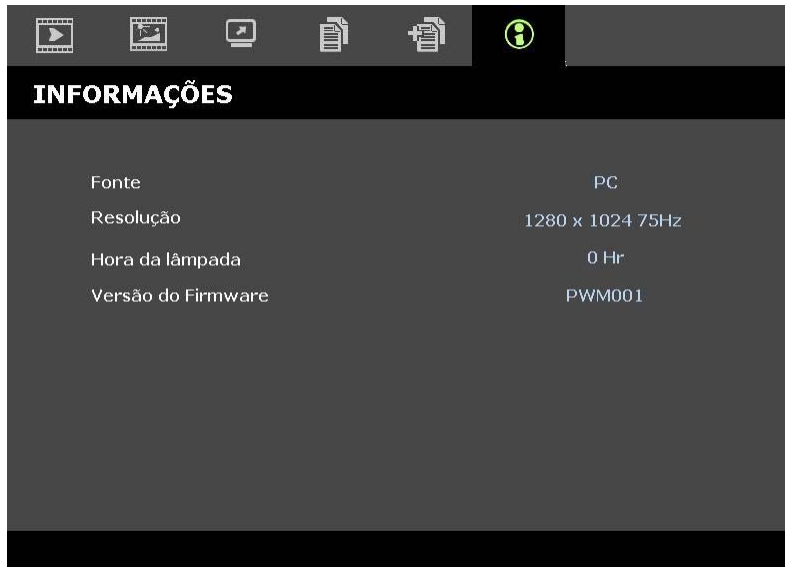 INFORMAÇÕES
Fonte PC
Resolução 1280 x 1024 75Hz
Hora da lâmpada 0 Hr
Versão do Firmware PWM001